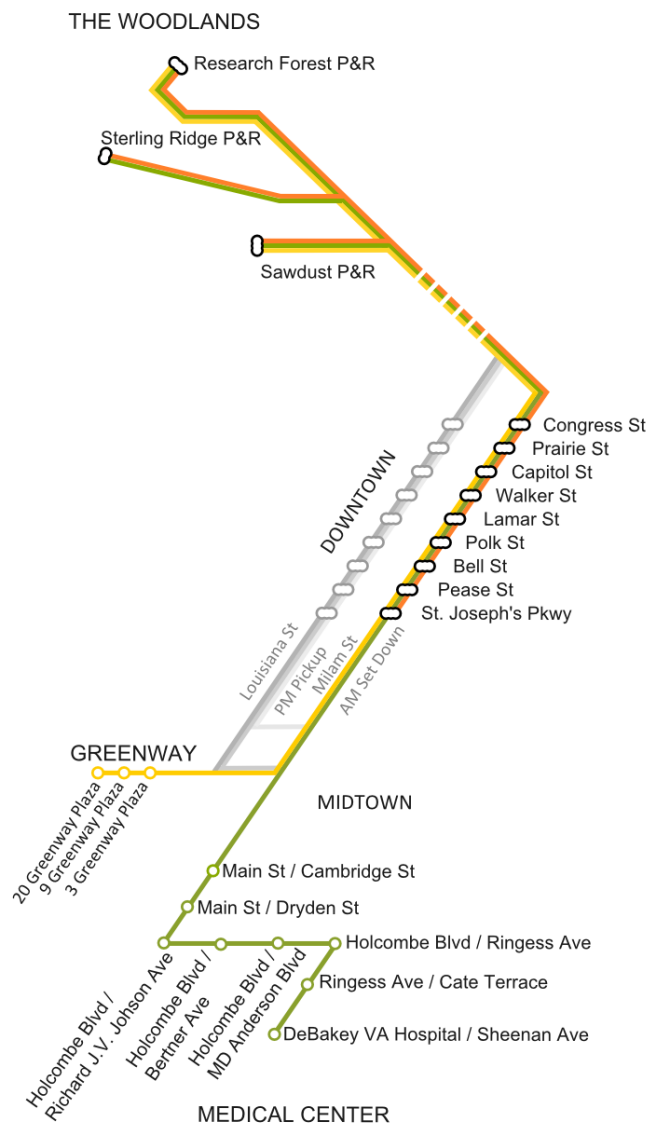 THE WOODLANDS
Research Forest P&R
Sterling Ridge P&R
Sawdust P&R
DOWNTOWN
Congress St
Prairie St
Capitol St
Walker St
Lamar St
Polk St
Bell St
Pease St
St. Joseph's Pkwy
Louisiana St
PM Pickup
Milam St
AM Set Down
GREENWAY
20 Greenway Plaza
9 Greenway Plaza
3 Greenway Plaza
MIDTOWN
Main St / Cambridge St
Main St / Dryden St
Holcombe Blvd /
Richard J.V. Johson Ave
Holcombe Blvd /
Bertner Ave
Holcombe Blvd /
MD Anderson Blvd
Holcombe Blvd / Ringess Ave
Ringess Ave / Cate Terrace
DeBakey VA Hospital / Sheenan Ave
MEDICAL CENTER